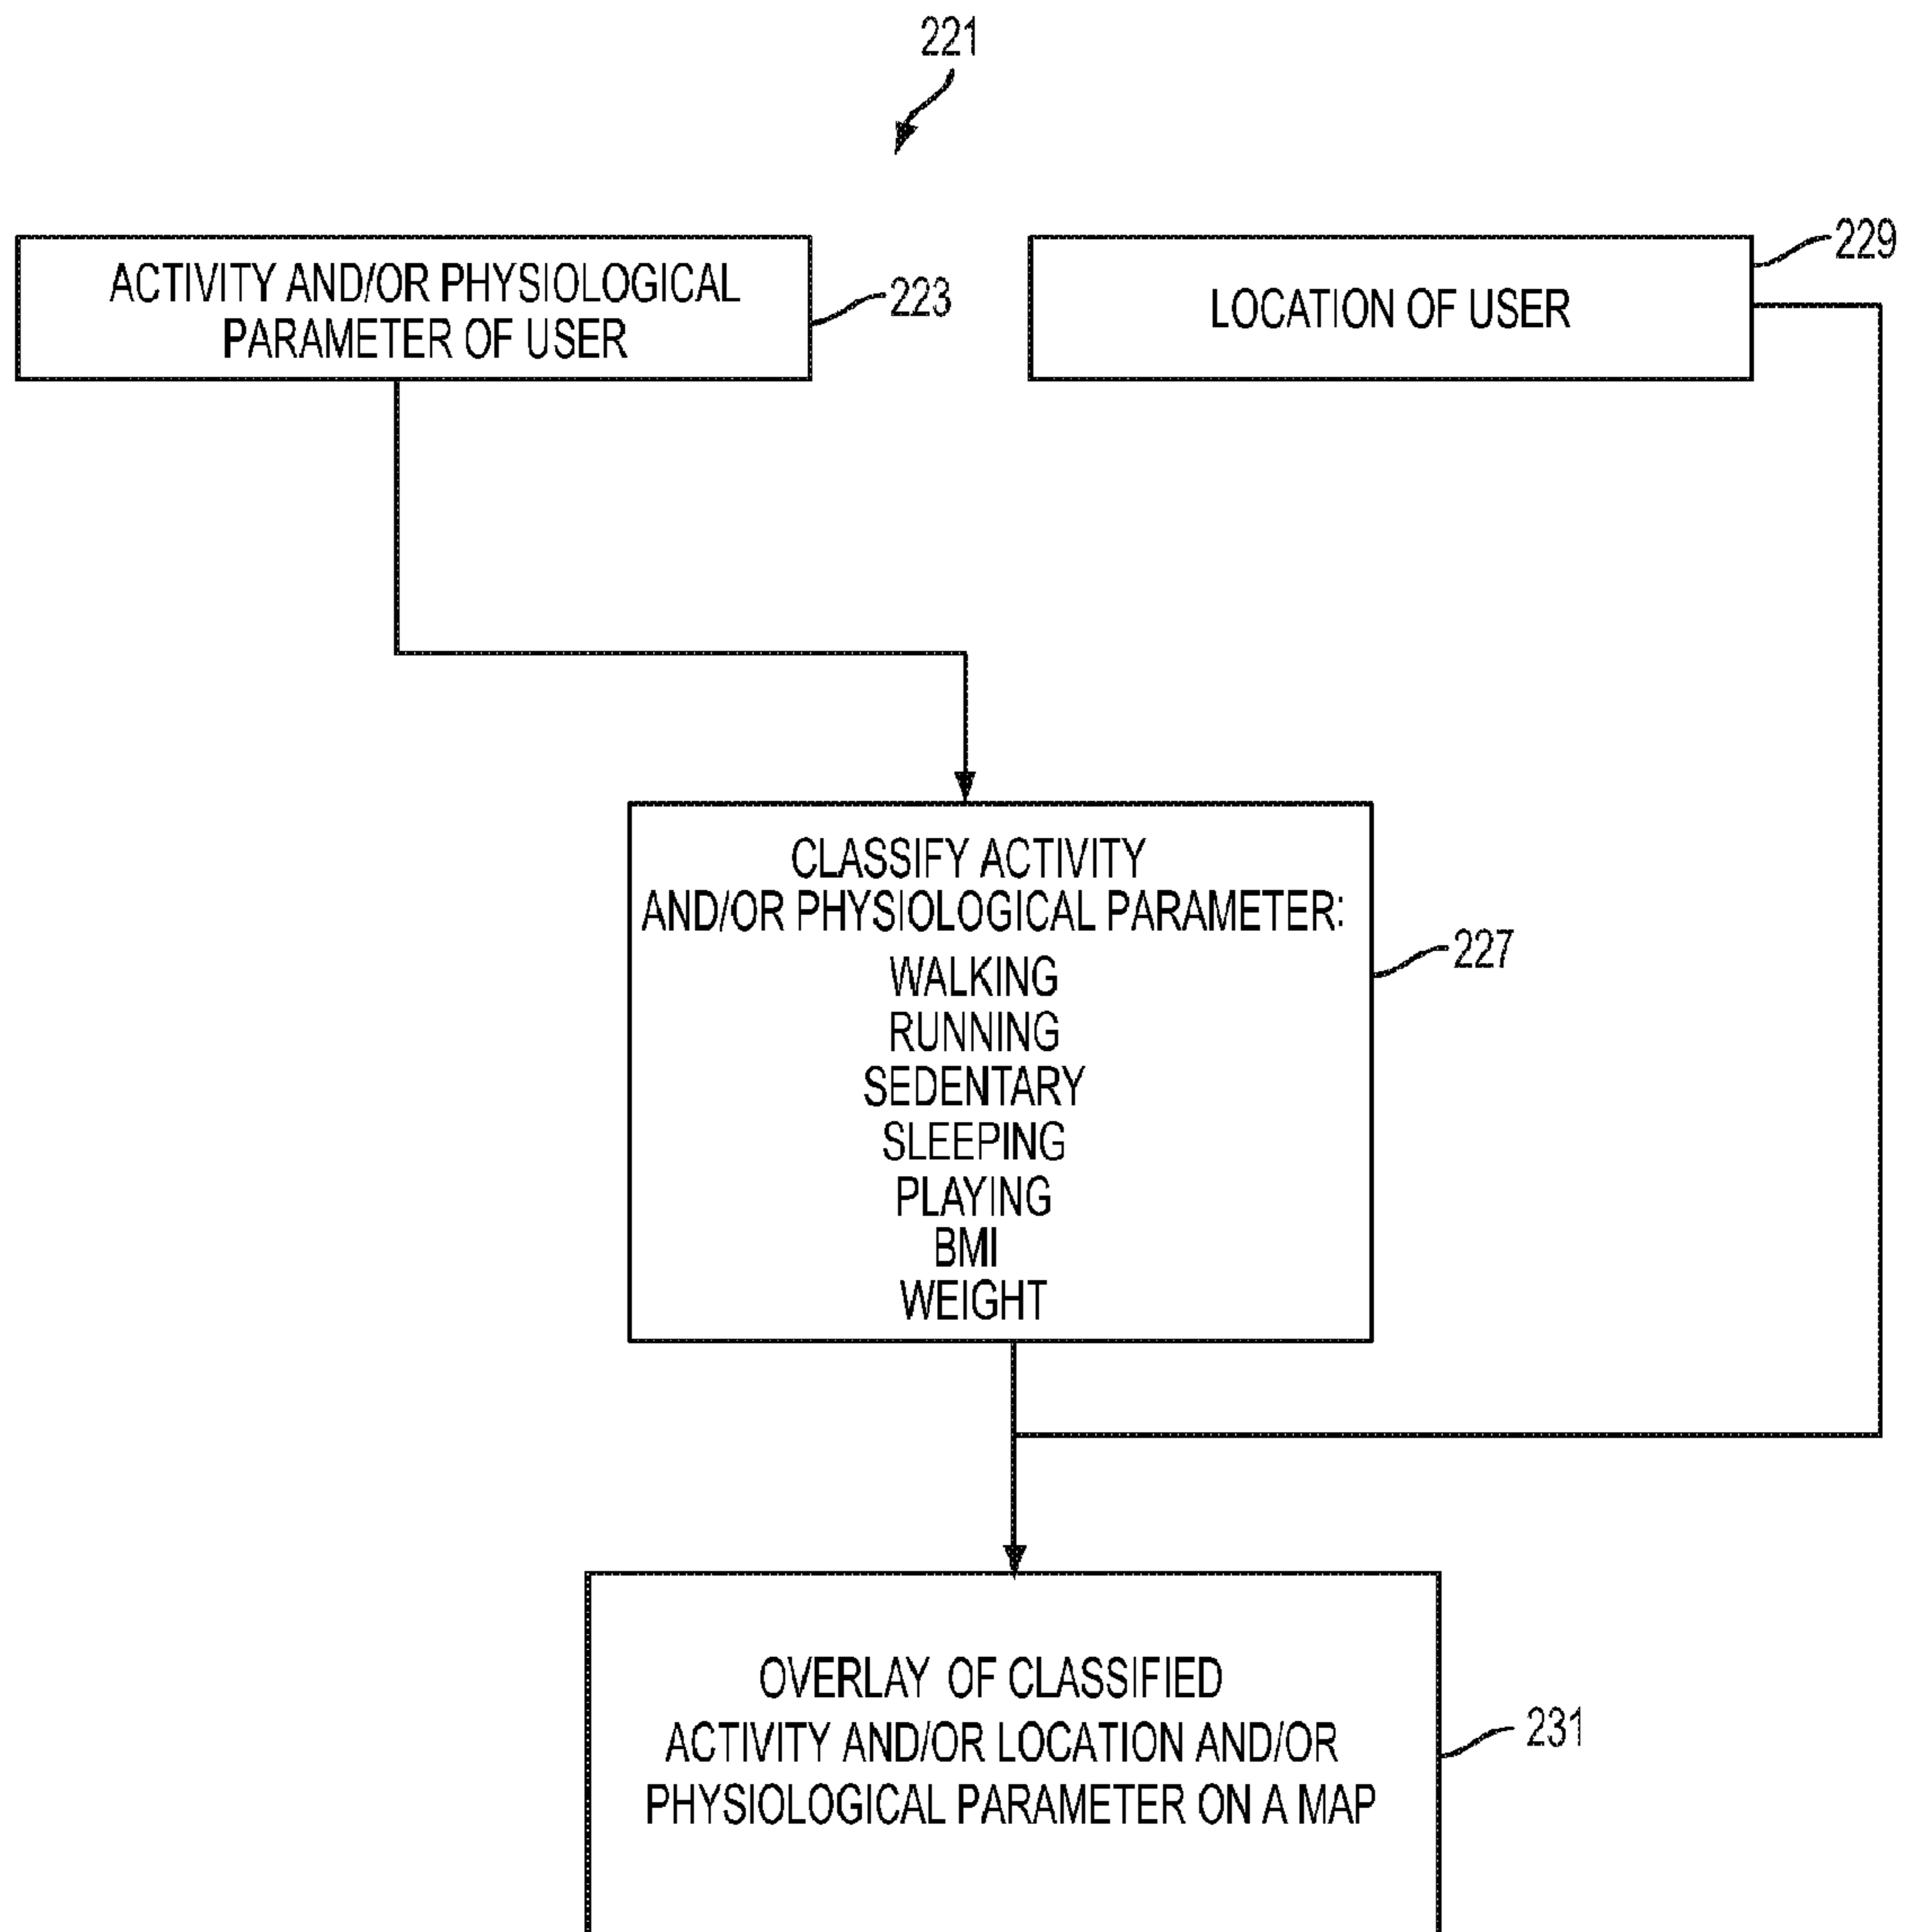 221
ACTIVITY AND/OR PHYSIOLOGICAL
PARAMETER OF USER
223
LOCATION OF USER
229
CLASSIFY ACTIVITY
AND/OR PHYSIOLOGICAL PARAMETER:
WALKING
RUNNING
SEDENTARY
SLEEPING
PLAYING
BMI
WEIGHT
227
OVERLAY OF CLASSIFIED
ACTIVITY AND/OR LOCATION AND/OR
PHYSIOLOGICAL PARAMETER ON A MAP
231